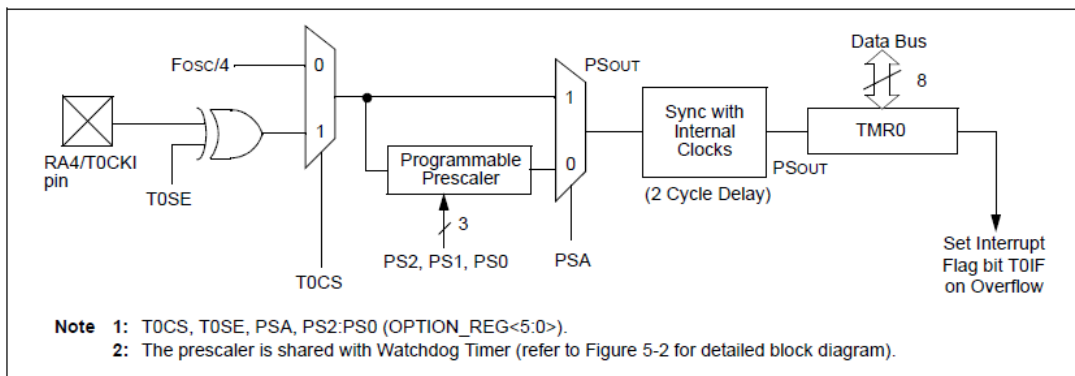 Data Bus
FOSC/4
0
PSOUT
8
1
1
Sync with
Internal
Clocks
TMR0
RA4/T0CKI
pin
Programmable
Prescaler
0
PSOUT
T0SE
(2 Cycle Delay)
3
PS2, PS1, PS0
PSA
T0CS
Set Interrupt
Flag bit T0IF
on Overflow
Note 1: T0CS, T0SE, PSA, PS2:PS0 (OPTION_REG<5:0>).
2: The prescaler is shared with Watchdog Timer (refer to Figure 5-2 for detailed block diagram).